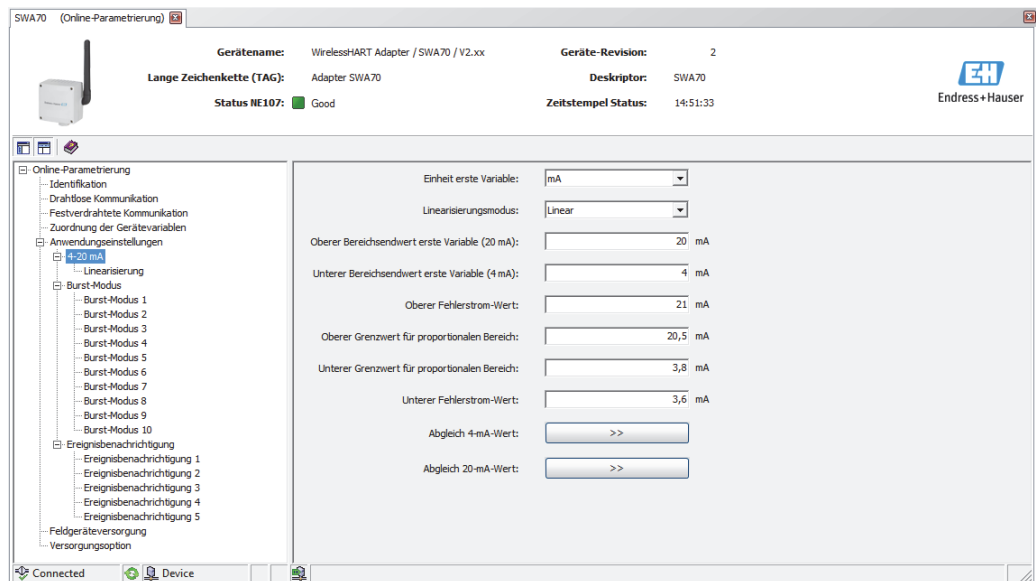 SWA70 (Online-Parametrierung)
Gerätename: WirelessHART Adapter / SWA70 / V2.xx Geräte-Revision: 2
Lange Zeichenkette (TAG): Adapter SWA70 Deskriptor: SWA70
Status NE107: Good Zeitstempel Status: 14:51:33
EH
Endress+Hauser
Online-Parametrierung
Identifikation
Drahtlose Kommunikation
Festverdrahtete Kommunikation
Zuordnung der Gerätevariablen
Anwendungseinstellungen
4-20 mA
Linearisierung
Burst-Modus
Burst-Modus 1
Burst-Modus 2
Burst-Modus 3
Burst-Modus 4
Burst-Modus 5
Burst-Modus 6
Burst-Modus 7
Burst-Modus 8
Burst-Modus 9
Burst-Modus 10
Ereignisbenachrichtigung
Ereignisbenachrichtigung 1
Ereignisbenachrichtigung 2
Ereignisbenachrichtigung 3
Ereignisbenachrichtigung 4
Ereignisbenachrichtigung 5
Feldgeräteversorgung
Versorgungsoption
Einheit erste Variable: mA
Linearisierungsmodus: Linear
Oberer Bereichsendwert erste Variable (20 mA): 20 mA
Unterer Bereichsendwert erste Variable (4 mA): 4 mA
Oberer Fehlerstrom-Wert: 21 mA
Oberer Grenzwert für proportionalen Bereich: 20,5 mA
Unterer Grenzwert für proportionalen Bereich: 3,8 mA
Unterer Fehlerstrom-Wert: 3,6 mA
Abgleich 4-mA-Wert: >>
Abgleich 20-mA-Wert: >>
Connected Device